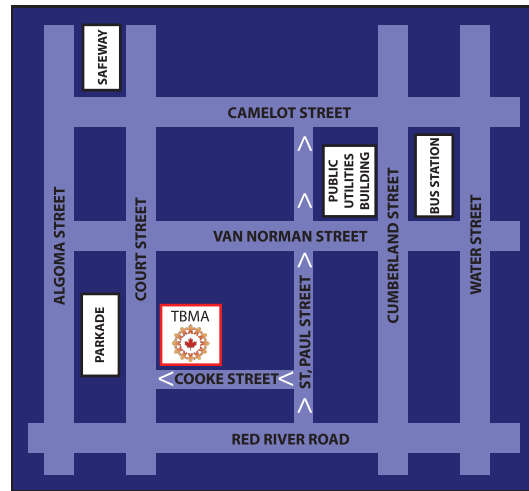 SAFEWAY
CAMELOT STREET
PUBLIC
UTILITIES
BUILDING
BUS STATION
ALGOMA STREET
COURT STREET
VAN NORMAN STREET
CUMBERLAND STREET
WATER STREET
PARKADE
TBMA
ST, PAUL STREET
COOKE STREET
RED RIVER ROAD